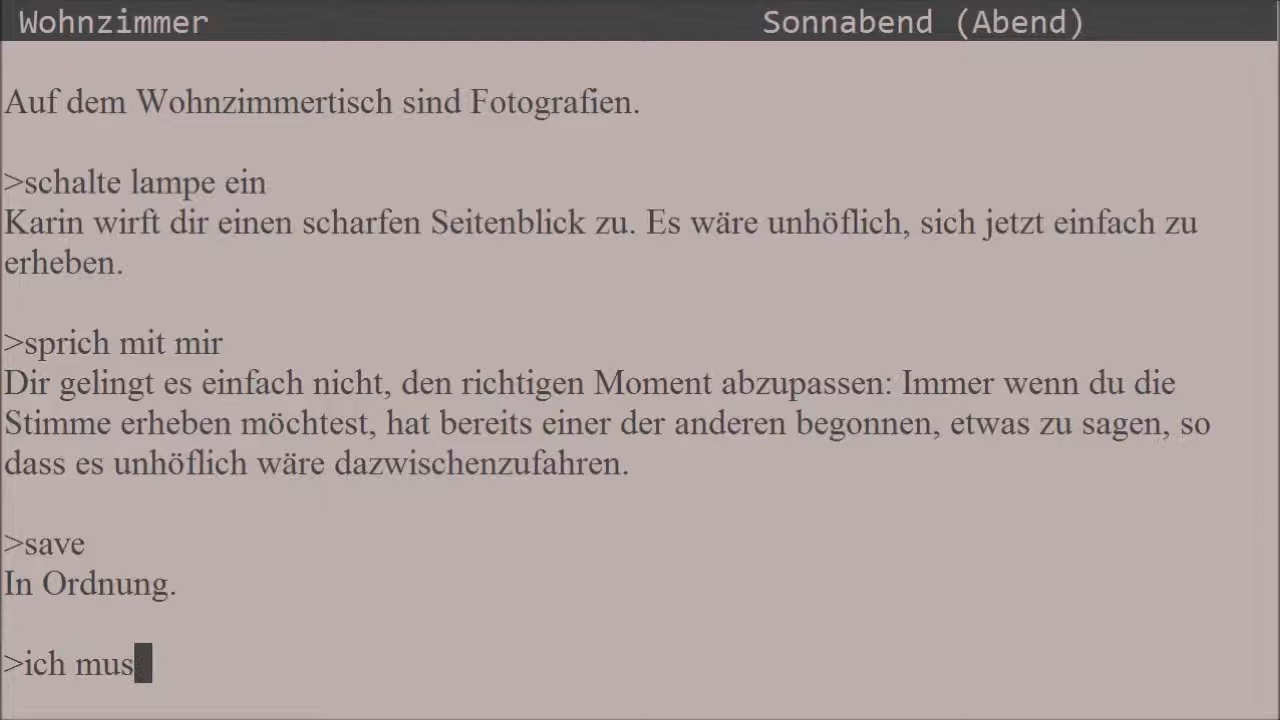 Wohnzimmer Sonnabend (Abend)
Auf dem Wohnzimmertisch sind Fotografien.
>schalte lampe ein
Karin wirft dir einen scharfen Seitenblick zu. Es wäre unhöflich, sich jetzt einfach zu
erheben.
>sprich mit mir
Dir gelingt es einfach nicht, den richtigen Moment abzupassen: Immer wenn du die
Stimme erheben möchtest, hat bereits einer der anderen begonnen, etwas zu sagen, so
dass es unhöflich wäre dazwischenzufahren.
>save
In Ordnung.
>ich mus